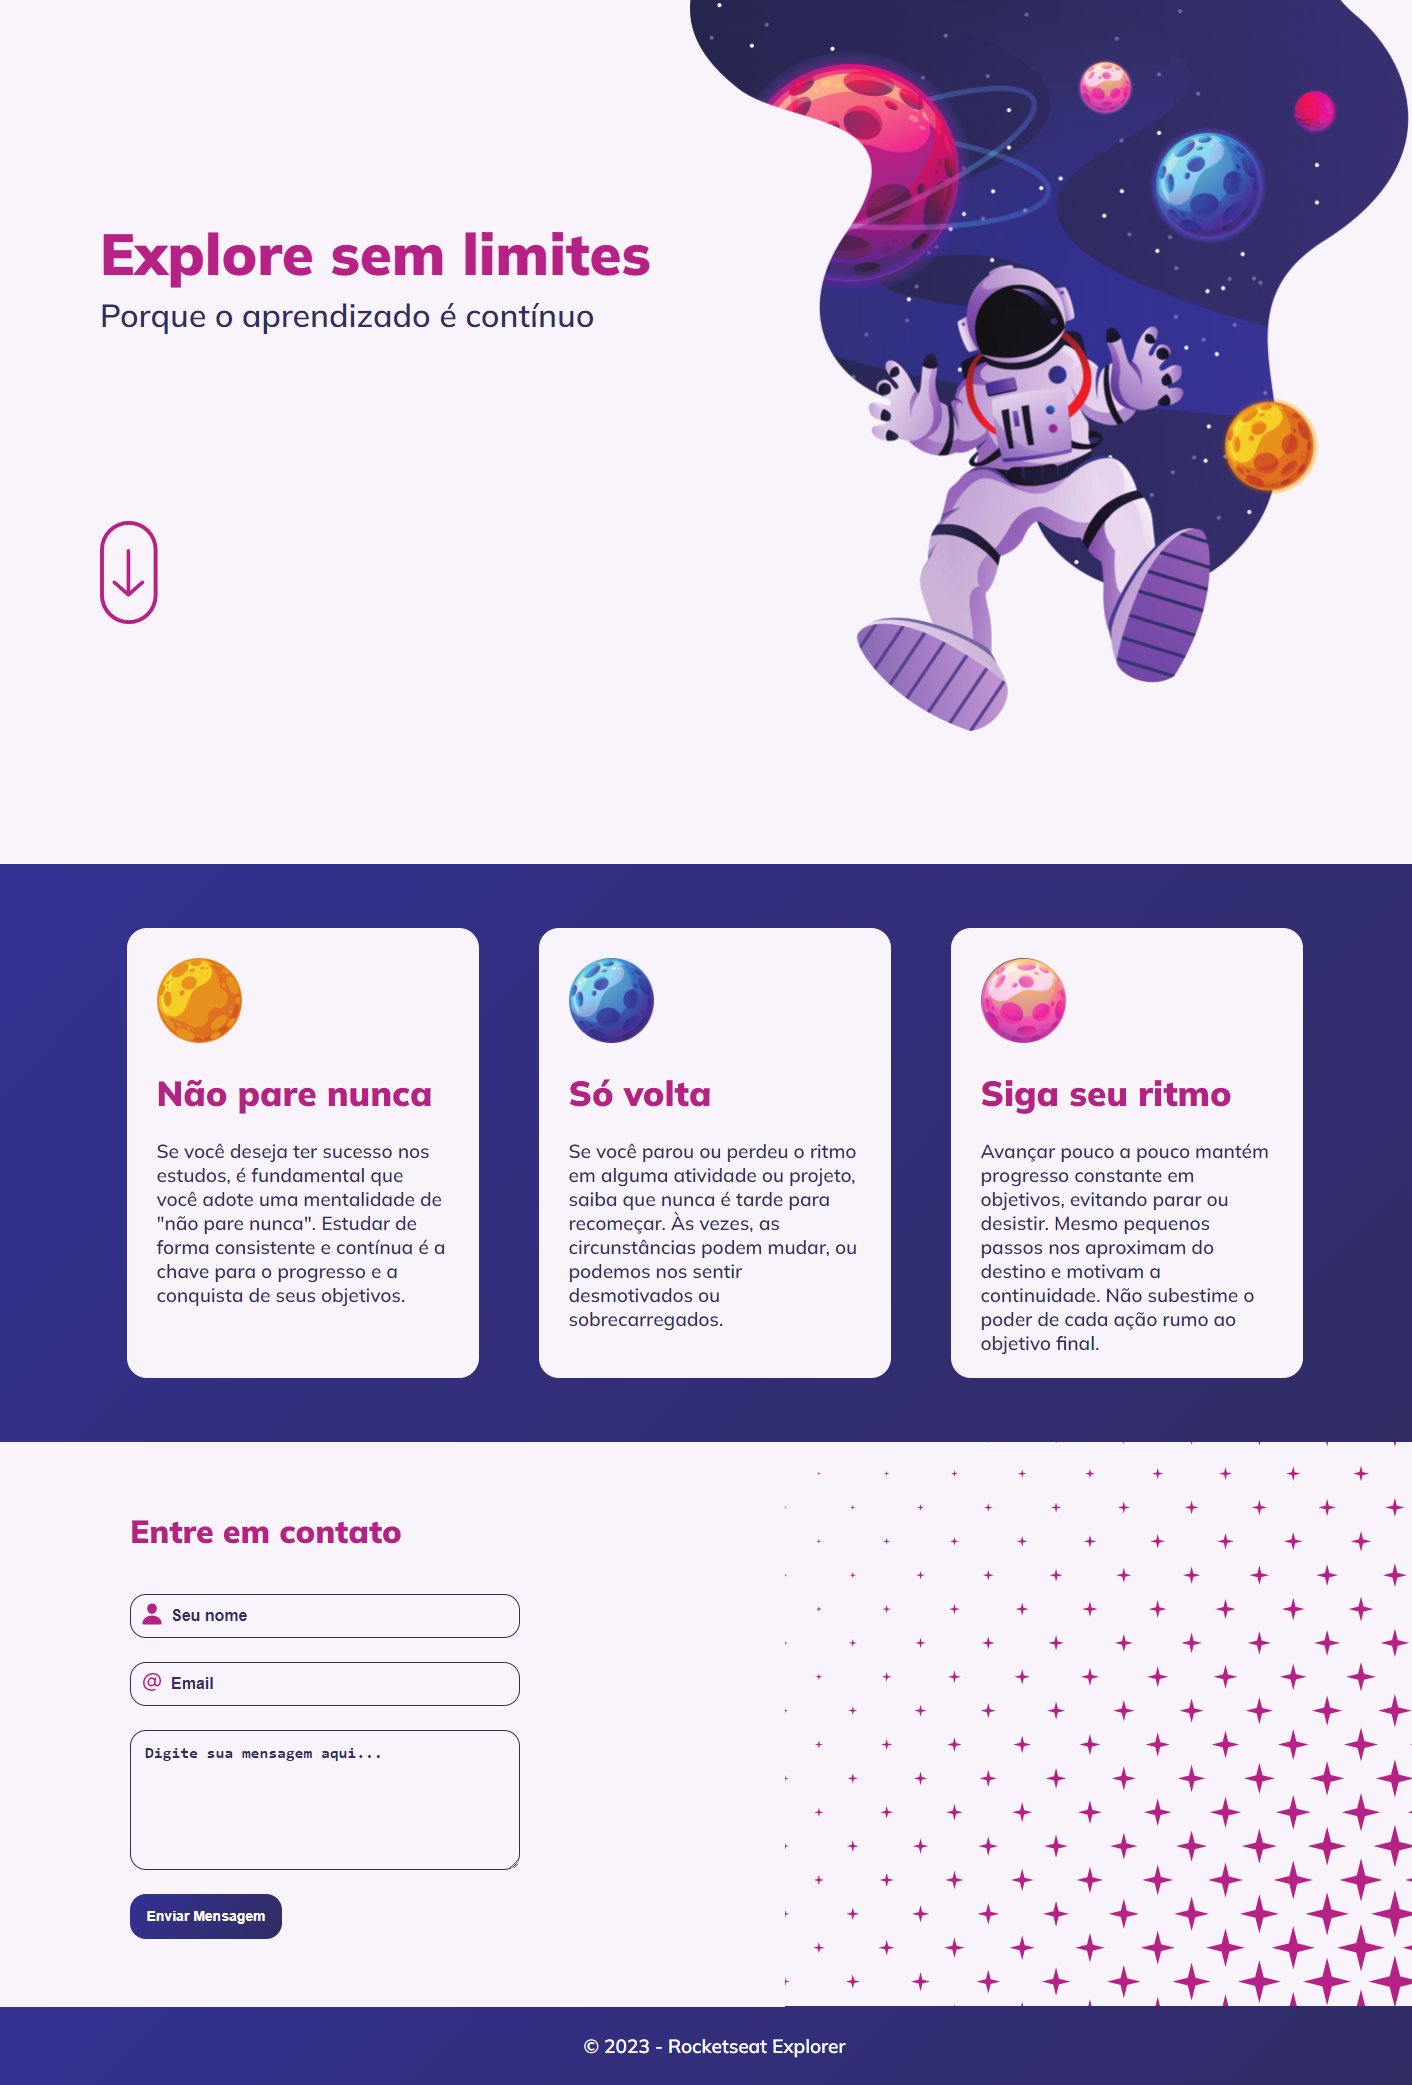 Explore sem limites
Porque o aprendizado é contínuo
Não pare nunca
Se você deseja ter sucesso nos
estudos, é fundamental que
você adote uma mentalidade de
"não pare nunca". Estudar de
forma consistente e contínua é a
chave para o progresso e a
conquista de seus objetivos.
Só volta
Se você parou ou perdeu o ritmo
em alguma atividade ou projeto,
saiba que nunca é tarde para
recomeçar. Às vezes, as
circunstâncias podem mudar, ou
podemos nos sentir
desmotivados ou
sobrecarregados.
Siga seu ritmo
Avançar pouco a pouco mantém
progresso constante em
objetivos, evitando parar ou
desistir. Mesmo pequenos
passos nos aproximam do
destino e motivam a
continuidade. Não subestime o
poder de cada ação rumo ao
objetivo final.
Entre em contato
Seu nome
@ Email
Digite sua mensagem aqui...
Enviar Mensagem
© 2023 - Rocketseat Explorer